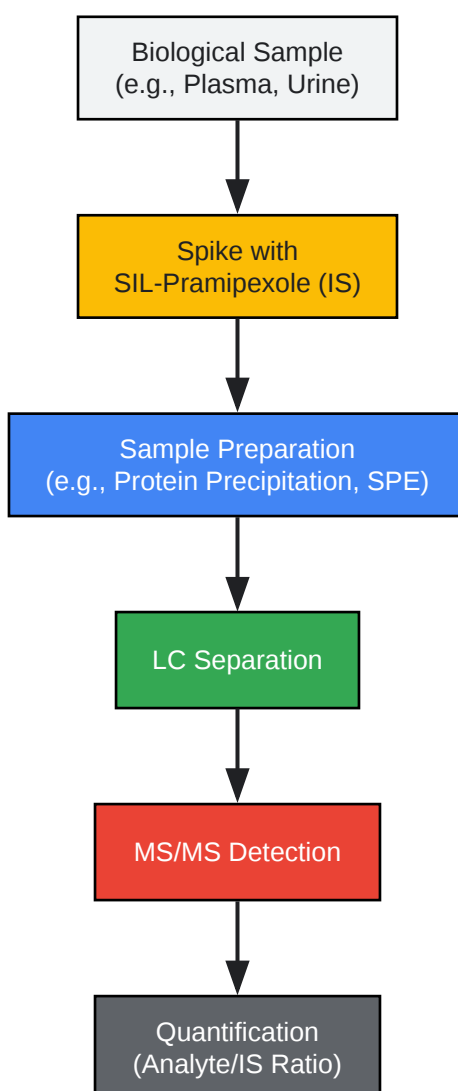 Biological Sample
(e.g., Plasma, Urine)
Spike with
SIL-Pramipexole (IS)
Sample Preparation
(e.g., Protein Precipitation, SPE)
LC Separation
MS/MS Detection
Quantification
(Analyte/IS Ratio)